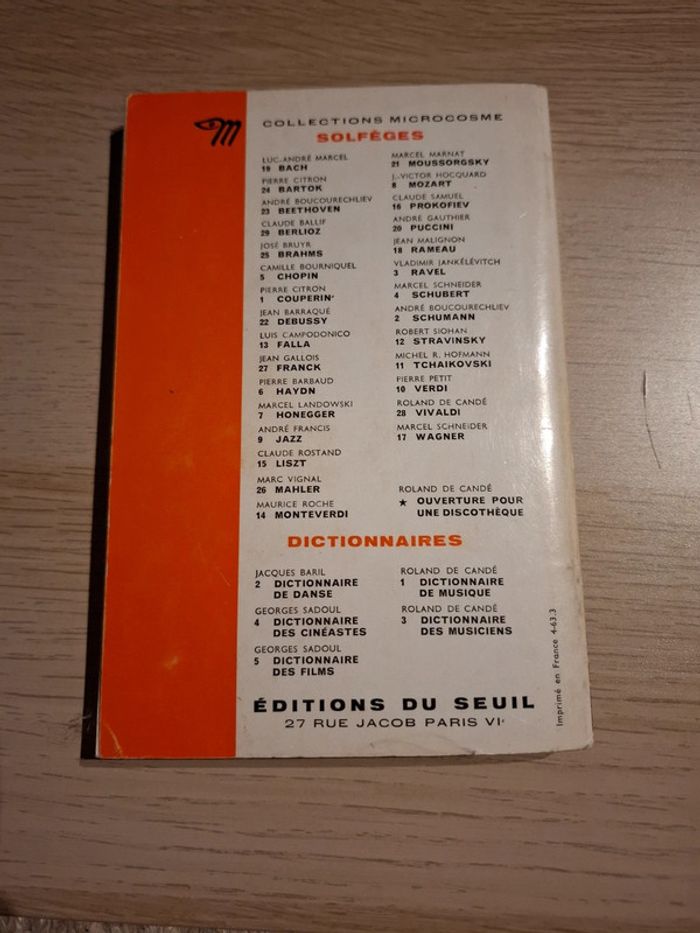 COLLECTIONS MICROCOSME
SOLFÈGES
LUC-ANDRÉ MARCEL
19 BACH
PIERRE CITRON
24 BARTOK
ANDRÉ BOUCOURECHLIEV
23 BEETHOVEN
CLAUDE BALLIF
29 BERLIOZ
JOSÉ BRUYR
25 BRAHMS
CAMILLE BOURNIQUEL
5 CHOPIN
PIERRE CITRON
1 COUPERIN
JEAN BARRAQUÉ
22 DEBUSSY
LUIS CAMPODONICO
13 FALLA
JEAN GALLOIS
27 FRANCK
PIERRE BARBAUD
6 HAYDN
MARCEL LANDOWSKI
7 HONEGGER
ANDRÉ FRANCIS
9 JAZZ
CLAUDE ROSTAND
15 LISZT
MARC VIGNAL
26 MAHLER
MAURICE ROCHE
14 MONTEVERDI
MARCEL MARNAT
21 MOUSSORGSKY
J.-VICTOR HOCQUARD
8 MOZART
CLAUDE SAMUEL
16 PROKOFIEV
ANDRÉ GAUTHIER
20 PUCCINI
JEAN MALIGNON
18 RAMEAU
VLADIMIR JANKÉLÉVITCH
3 RAVEL
MARCEL SCHNEIDER
4 SCHUBERT
ANDRÉ BOUCOURECHLIEV
2 SCHUMANN
ROBERT SIOHAN
12 STRAVINSKY
MICHEL R. HOFMANN
11 TCHAIKOVSKI
PIERRE PETIT
10 VERDI
ROLAND DE CANDÉ
28 VIVALDI
MARCEL SCHNEIDER
17 WAGNER
ROLAND DE CANDÉ
★ OUVERTURE POUR
UNE DISCOTHÈQUE
DICTIONNAIRES
JACQUES BARIL
2 DICTIONNAIRE
DE DANSE
GEORGES SADOUL
4 DICTIONNAIRE
DES CINÉASTES
GEORGES SADOUL
5 DICTIONNAIRE
DES FILMS
ROLAND DE CANDÉ
1 DICTIONNAIRE
DE MUSIQUE
ROLAND DE CANDÉ
3 DICTIONNAIRE
DES MUSICIENS
ÉDITIONS DU SEUIL
27 RUE JACOB PARIS VIᵉ
Imprimé en France 4-63.3